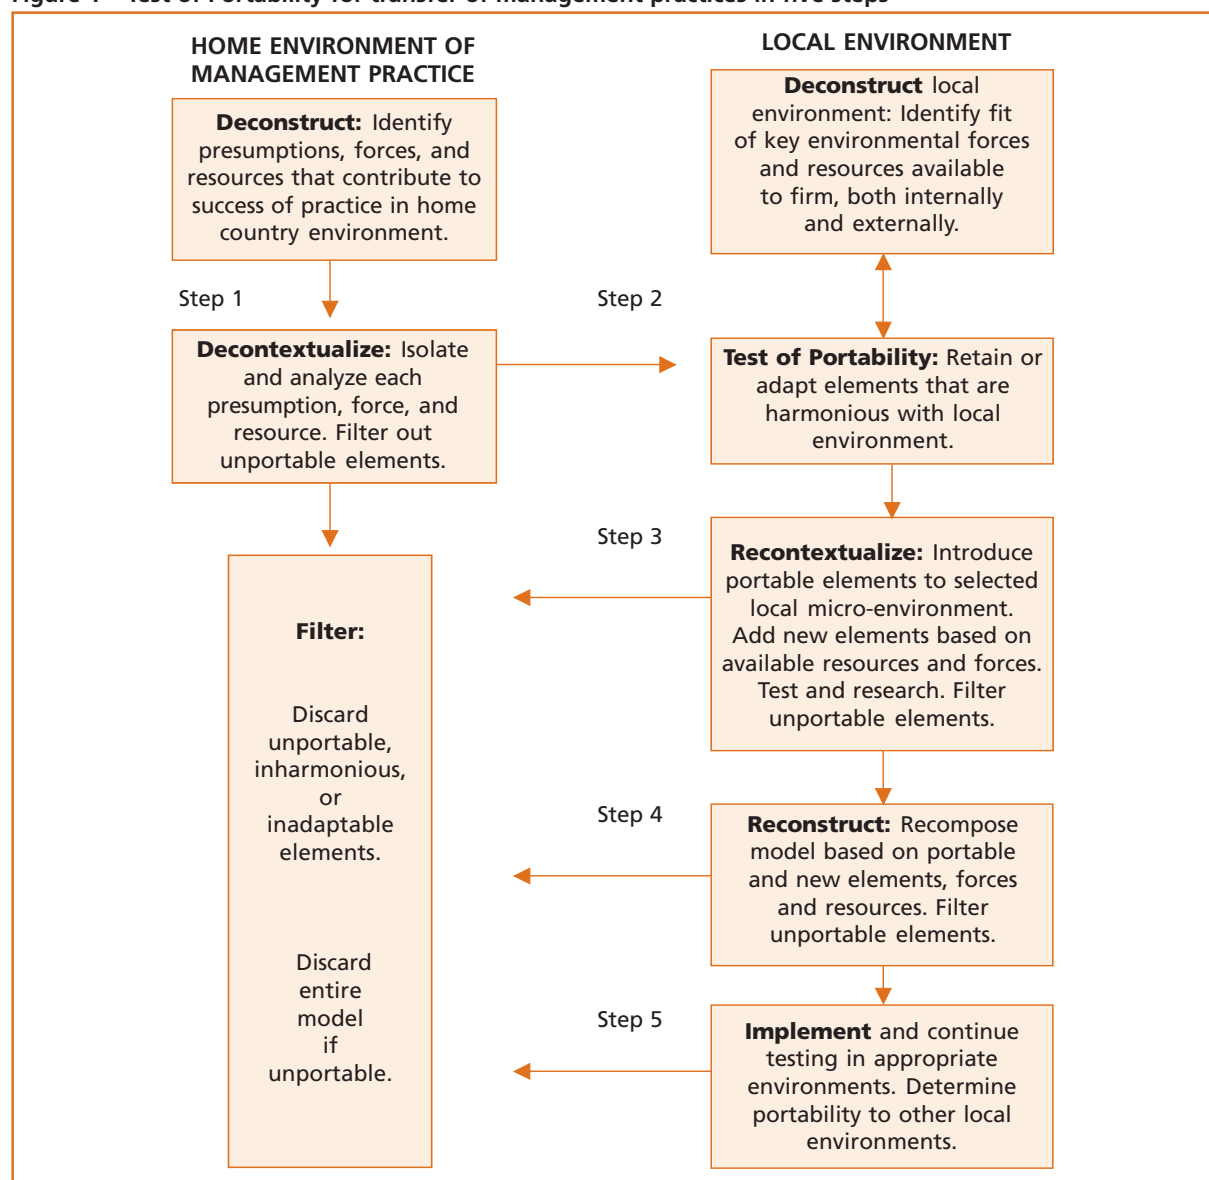 HOME ENVIRONMENT OF
MANAGEMENT PRACTICE
Deconstruct: Identify
presumptions, forces, and
resources that contribute to
success of practice in home
country environment.
Step 1
Decontextualize: Isolate
and analyze each
presumption, force, and
resource. Filter out
unportable elements.
Filter:
Discard
unportable,
inharmonious,
or
inadaptable
elements.
Discard
entire
model
if
unportable.
LOCAL ENVIRONMENT
Deconstruct local
environment: Identify fit
of key environmental forces
and resources available
to firm, both internally
and externally.
Step 2
Test of Portability: Retain or
adapt elements that are
harmonious with local
environment.
Step 3
Recontextualize: Introduce
portable elements to selected
local micro-environment.
Add new elements based on
available resources and forces.
Test and research. Filter
unportable elements.
Step 4
Reconstruct: Recompose
model based on portable
and new elements, forces
and resources. Filter
unportable elements.
Step 5
Implement and continue
testing in appropriate
environments. Determine
portability to other local
environments.